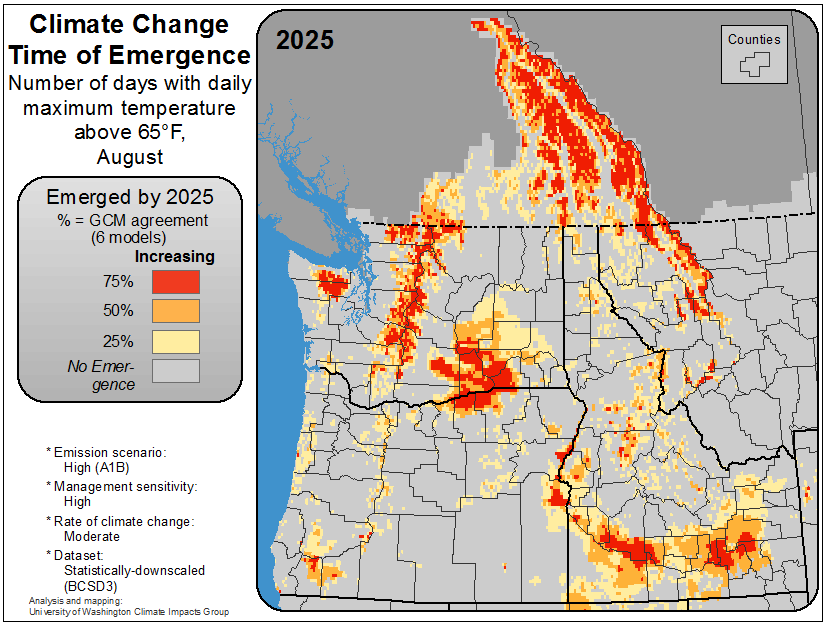 Climate Change
Time of Emergence
Number of days with daily
maximum temperature
above 65°F,
August
Emerged by 2025
% = GCM agreement
(6 models)
Increasing
75%
50%
25%
No Emer-
gence
* Emission scenario:
High (A1B)
* Management sensitivity:
High
* Rate of climate change:
Moderate
* Dataset:
Statistically-downscaled
(BCSD3)
Analysis and mapping:
University of Washington Climate Impacts Group
2025
Counties